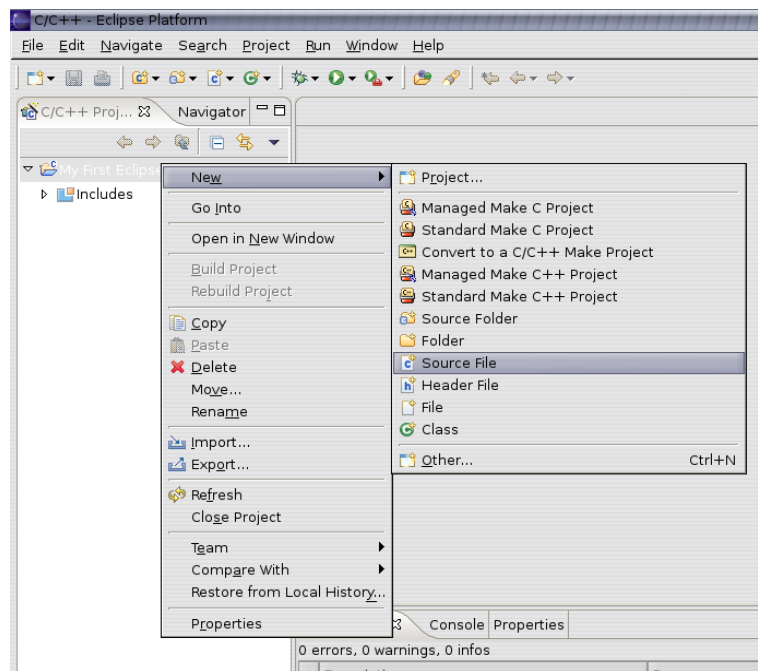 C/C++ - Eclipse Platform
File Edit Navigate Search Project Run Window Help
C/C++ Proj... Navigator
My First Eclipse
Includes
New
Go Into
Open in New Window
Build Project
Rebuild Project
Copy
Paste
Delete
Move...
Rename
Import...
Export...
Refresh
Close Project
Team
Compare With
Restore from Local History...
Properties
Project...
Managed Make C Project
Standard Make C Project
Convert to a C/C++ Make Project
Managed Make C++ Project
Standard Make C++ Project
Source Folder
Folder
Source File
Header File
File
Class
Other... Ctrl+N
Console Properties
0 errors, 0 warnings, 0 infos